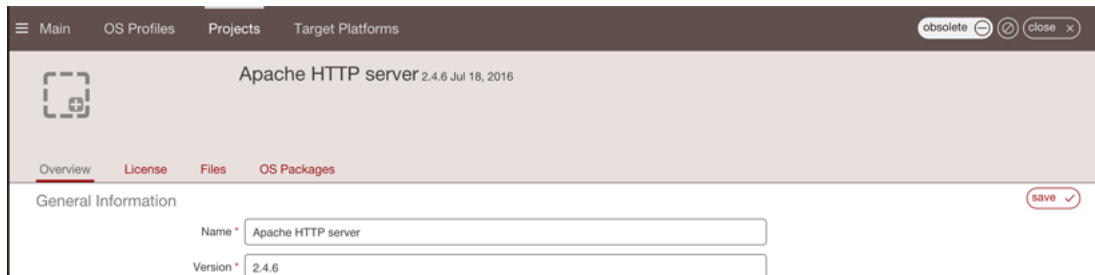 Main OS Profiles Projects Target Platforms obsolete close
Apache HTTP server 2.4.6 Jul 18, 2016
Overview License Files OS Packages
General Information save
Name * Apache HTTP server
Version * 2.4.6